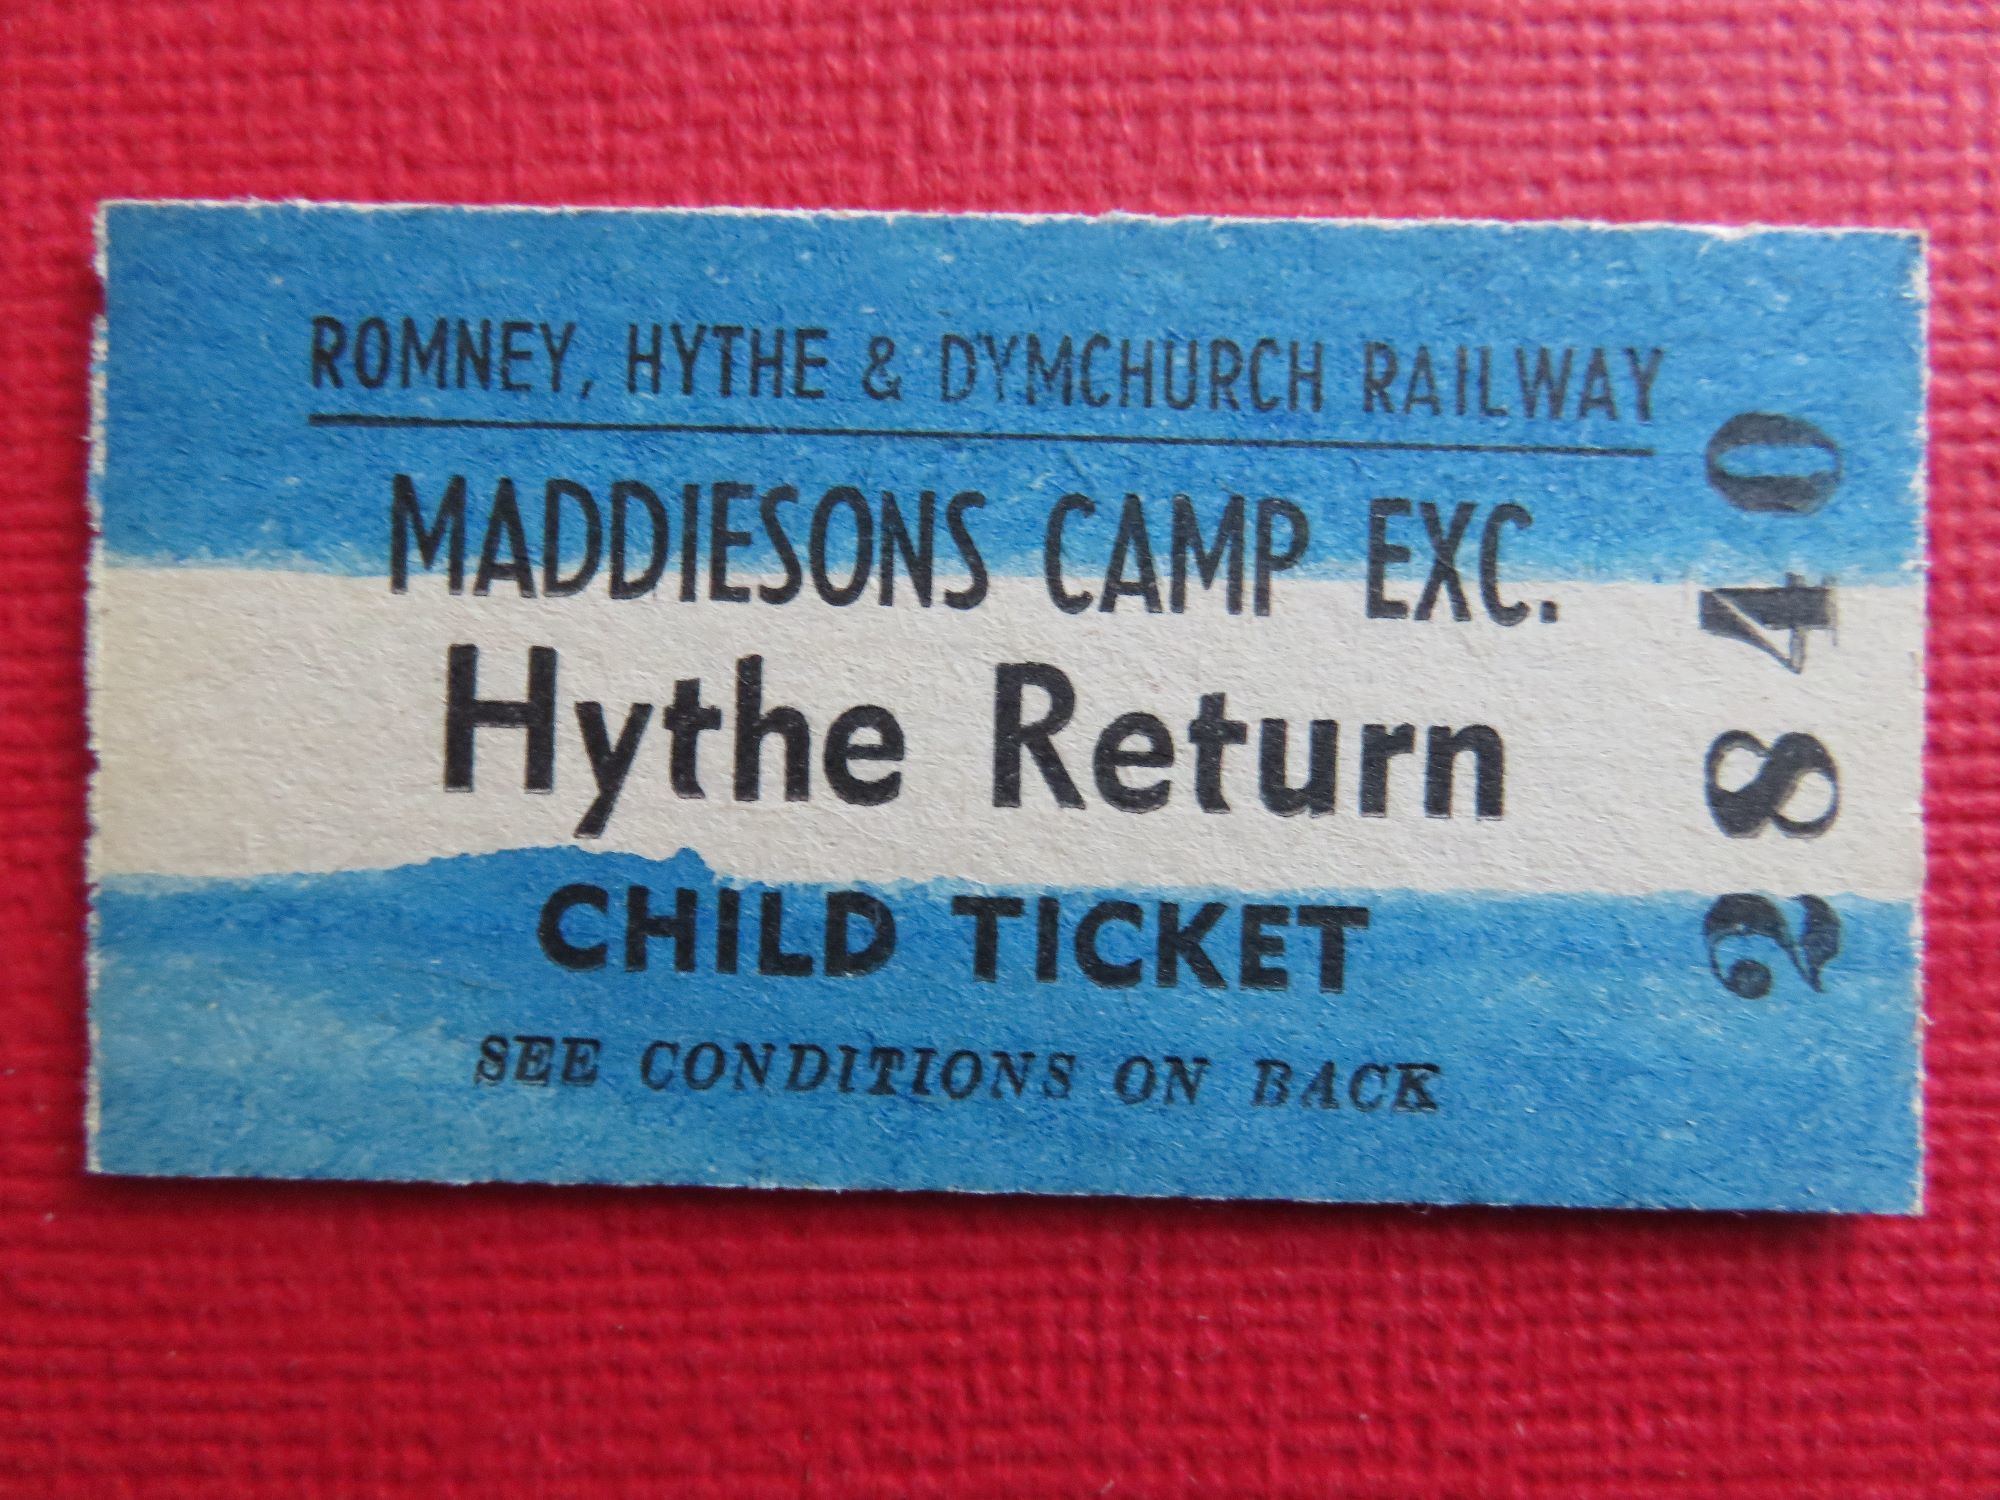 ROMNEY, HYTHE & DYMCHURCH RAILWAY
MADDIESONS CAMP EXC.
Hythe Return
CHILD TICKET
SEE CONDITIONS ON BACK
2840